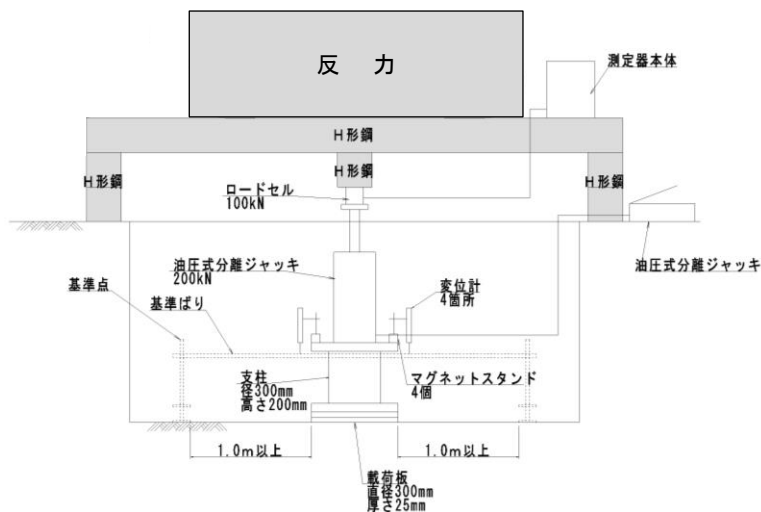 反　力
測定器本体
H形鋼
H形鋼
H形鋼
H形鋼
ロードセル
100kN
油圧式分離ジャッキ
油圧式分離ジャッキ
200kN
基準点
変位計
4箇所
基準ばり
支柱
径300mm
高さ200mm
マグネットスタンド
4個
1.0m以上
1.0m以上
載荷板
直径300mm
厚さ25mm